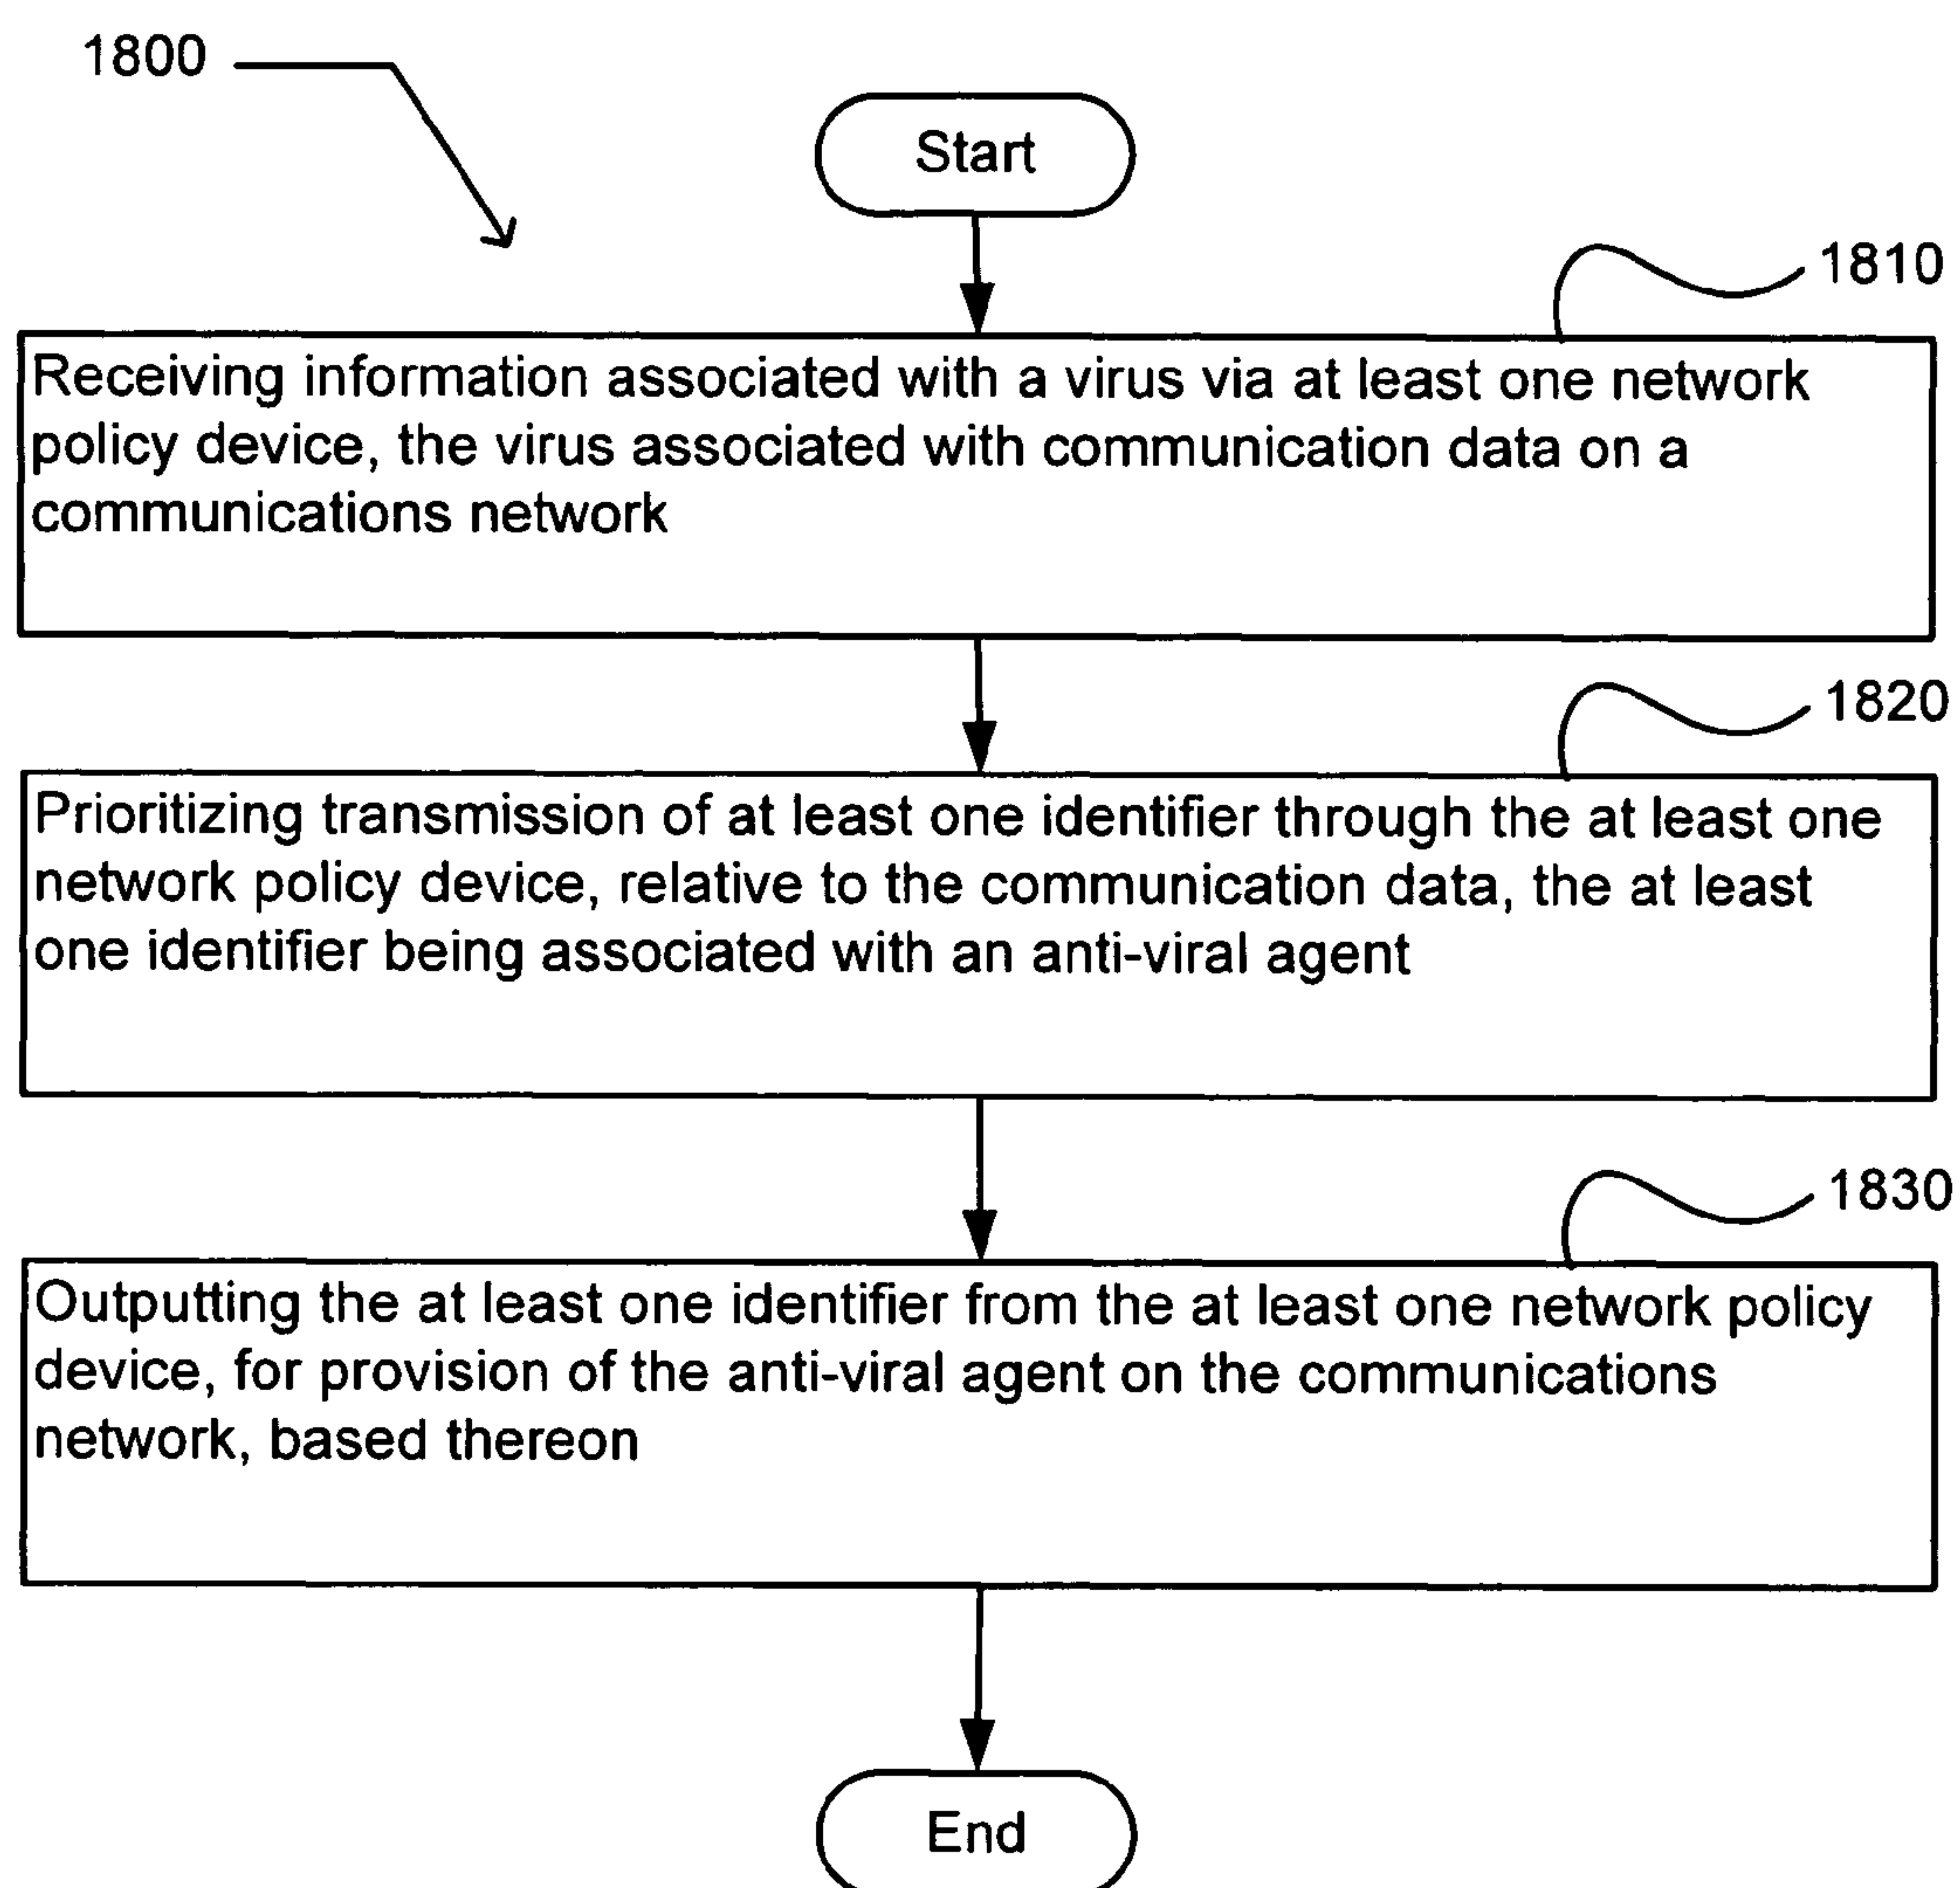 1800
Start
1810
Receiving information associated with a virus via at least one network
policy device, the virus associated with communication data on a
communications network
1820
Prioritizing transmission of at least one identifier through the at least one
network policy device, relative to the communication data, the at least
one identifier being associated with an anti-viral agent
1830
Outputting the at least one identifier from the at least one network policy
device, for provision of the anti-viral agent on the communications
network, based thereon
End